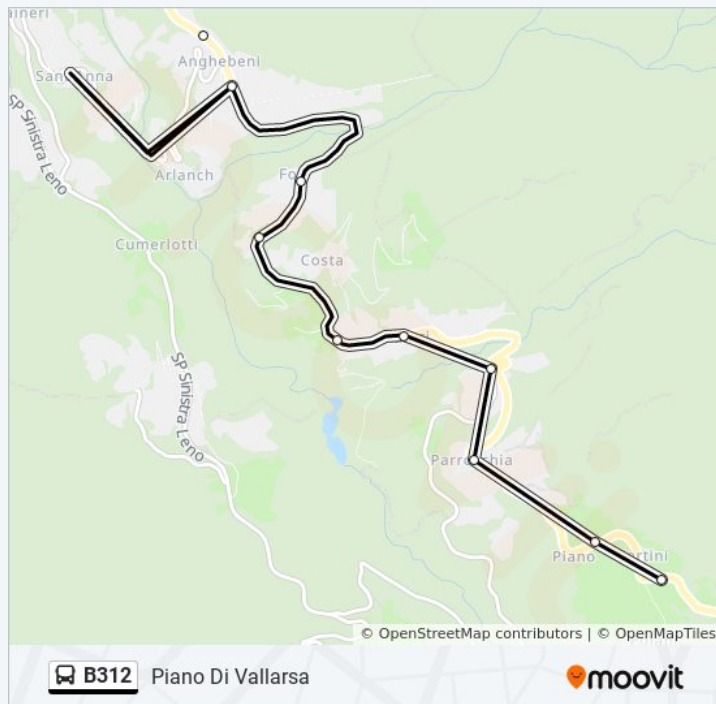 Anghebeni
SP Sinistra Leno
Arlanch
Cumerlotti
Costa
SP Sinistra Leno
Piano
© OpenStreetMap contributors | © OpenMapTiles
B312 Piano Di Vallarsa moovit